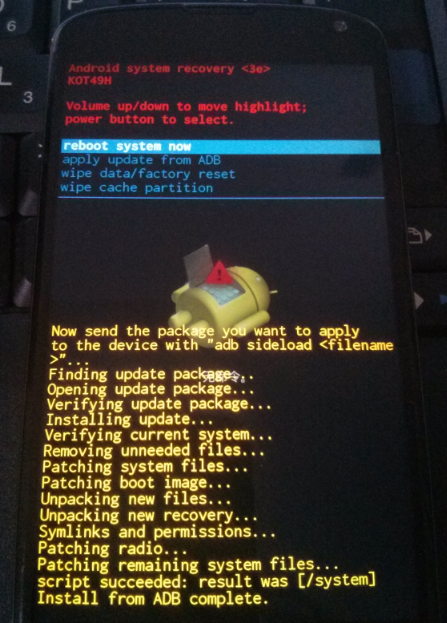 6
L
3
Android system recovery <3e>
KOT49H
Volume up/down to move highlight;
power button to select.
reboot system now
apply update from ADB
wipe data/factory reset
wipe cache partition
Now send the package you want to apply
to the device with "adb sideload <filename
>"...
Finding update package...
Opening update package...
Verifying update package...
Installing update...
Verifying current system...
Removing unneeded files...
Patching system files...
Patching boot image...
Unpacking new files...
Unpacking new recovery...
Symlinks and permissions...
Patching radio...
Patching remaining system files...
script succeeded: result was [/system]
Install from ADB complete.